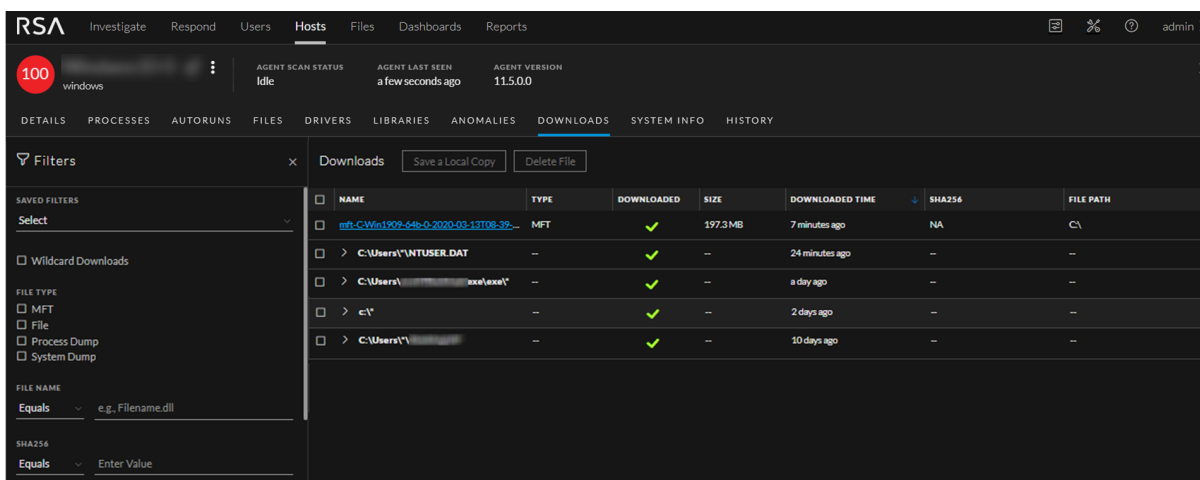 RSA Investigate Respond Users Hosts Files Dashboards Reports admin
100
windows
AGENT SCAN STATUS AGENT LAST SEEN AGENT VERSION
Idle a few seconds ago 11.5.0.0
DETAILS PROCESSES AUTORUNS FILES DRIVERS LIBRARIES ANOMALIES DOWNLOADS SYSTEM INFO HISTORY
Filters
Downloads Save a Local Copy Delete File
SAVED FILTERS
Select
Wildcard Downloads
FILE TYPE
MFT
File
Process Dump
System Dump
FILE NAME
Equals e.g., Filename.dll
SHA256
Equals Enter Value
NAME TYPE DOWNLOADED SIZE DOWNLOADED TIME SHA256 FILE PATH
mft-C-Win1909-64b-0-2020-03-13T08-39-... MFT 197.3 MB 7 minutes ago NA C:\
C:\Users\*\NTUSER.DAT -- -- 24 minutes ago -- --
C:\Users\ exe\exe\* -- -- a day ago -- --
c:\* -- -- 2 days ago -- --
C:\Users\*\ -- -- 10 days ago -- --